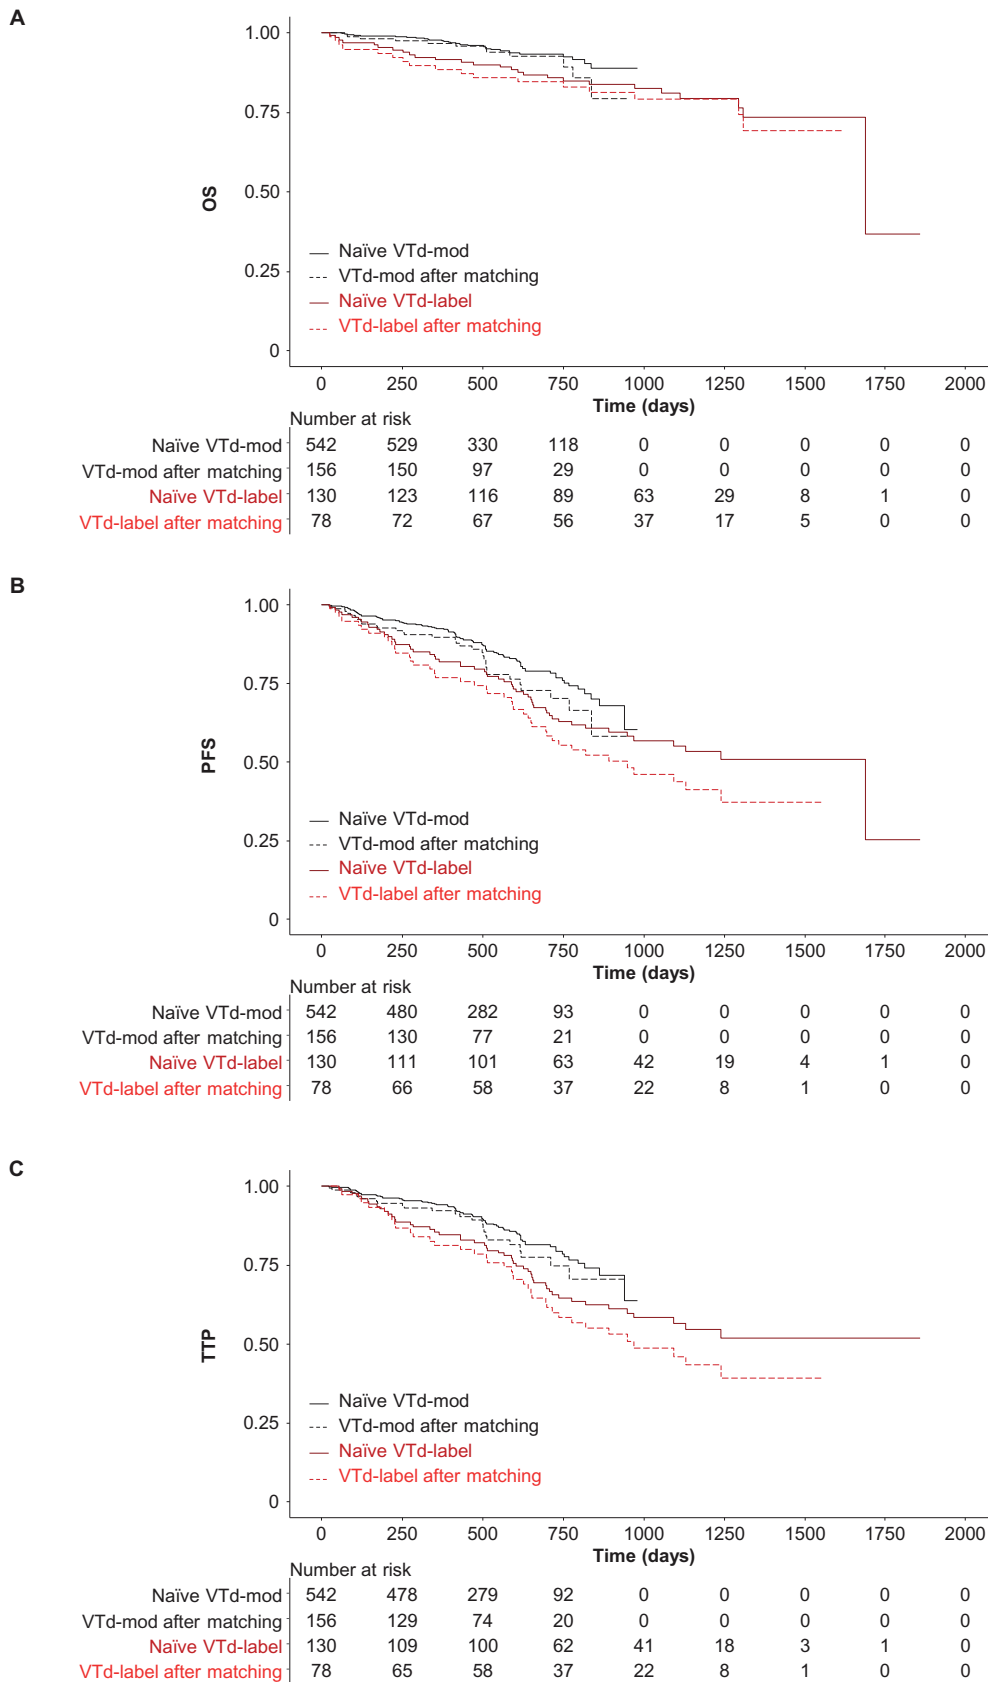 A
1.00
0.75
0.50
0.25
0
OS
Naïve VTd-mod
VTd-mod after matching
Naïve VTd-label
VTd-label after matching
0 250 500 750 1000 1250 1500 1750 2000
Time (days)
Number at risk
Naïve VTd-mod 542 529 330 118 0 0 0 0 0
VTd-mod after matching 156 150 97 29 0 0 0 0 0
Naïve VTd-label 130 123 116 89 63 29 8 1 0
VTd-label after matching 78 72 67 56 37 17 5 0 0
B
1.00
0.75
0.50
0.25
0
PFS
Naïve VTd-mod
VTd-mod after matching
Naïve VTd-label
VTd-label after matching
0 250 500 750 1000 1250 1500 1750 2000
Time (days)
Number at risk
Naïve VTd-mod 542 480 282 93 0 0 0 0 0
VTd-mod after matching 156 130 77 21 0 0 0 0 0
Naïve VTd-label 130 111 101 63 42 19 4 1 0
VTd-label after matching 78 66 58 37 22 8 1 0 0
C
1.00
0.75
0.50
0.25
0
TTP
Naïve VTd-mod
VTd-mod after matching
Naïve VTd-label
VTd-label after matching
0 250 500 750 1000 1250 1500 1750 2000
Time (days)
Number at risk
Naïve VTd-mod 542 478 279 92 0 0 0 0 0
VTd-mod after matching 156 129 74 20 0 0 0 0 0
Naïve VTd-label 130 109 100 62 41 18 3 1 0
VTd-label after matching 78 65 58 37 22 8 1 0 0